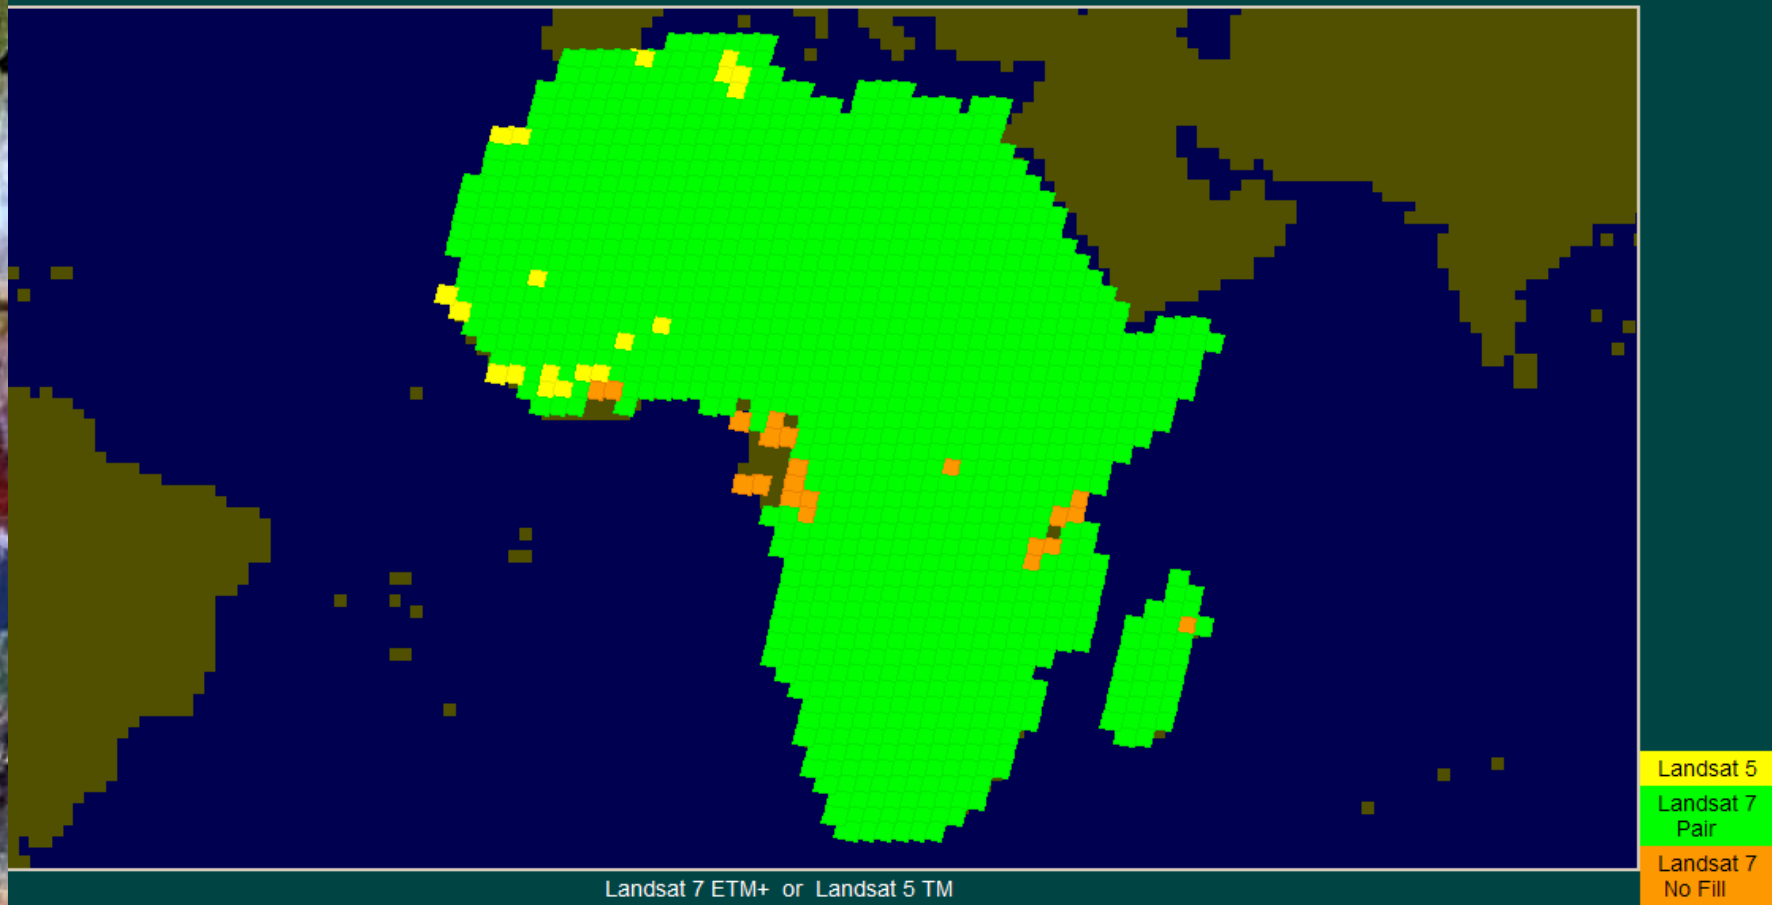 Landsat 5
Landsat 7
Pair
Landsat 7
No Fill
Landsat 7 ETM+ or Landsat 5 TM